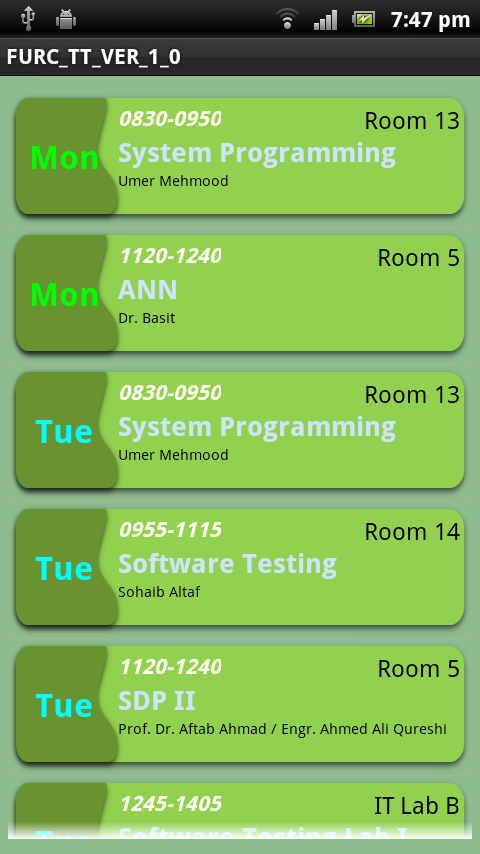 7:47 pm
FURC_TT_VER_1_0
0830-0950
Room 13
Mon
System Programming
Umer Mehmood
1120-1240
Room 5
Mon
ANN
Dr. Basit
0830-0950
Room 13
Tue
System Programming
Umer Mehmood
0955-1115
Room 14
Tue
Software Testing
Sohaib Altaf
1120-1240
Room 5
Tue
SDP II
Prof. Dr. Aftab Ahmad / Engr. Ahmed Ali Qureshi
1245-1405
IT Lab B
Tue
Software Testing Lab I